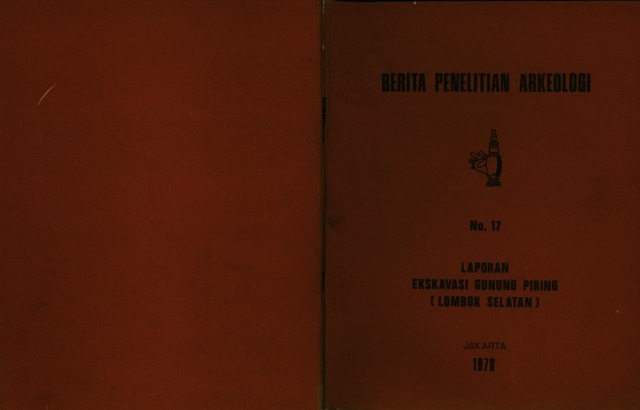 BERITA PENELITIAN ARKEOLOGI
No. 17
LAPORAN
EKSKAVASI GUNUNG PIRING
( LOMBOK SELATAN )
JAKARTA
1978